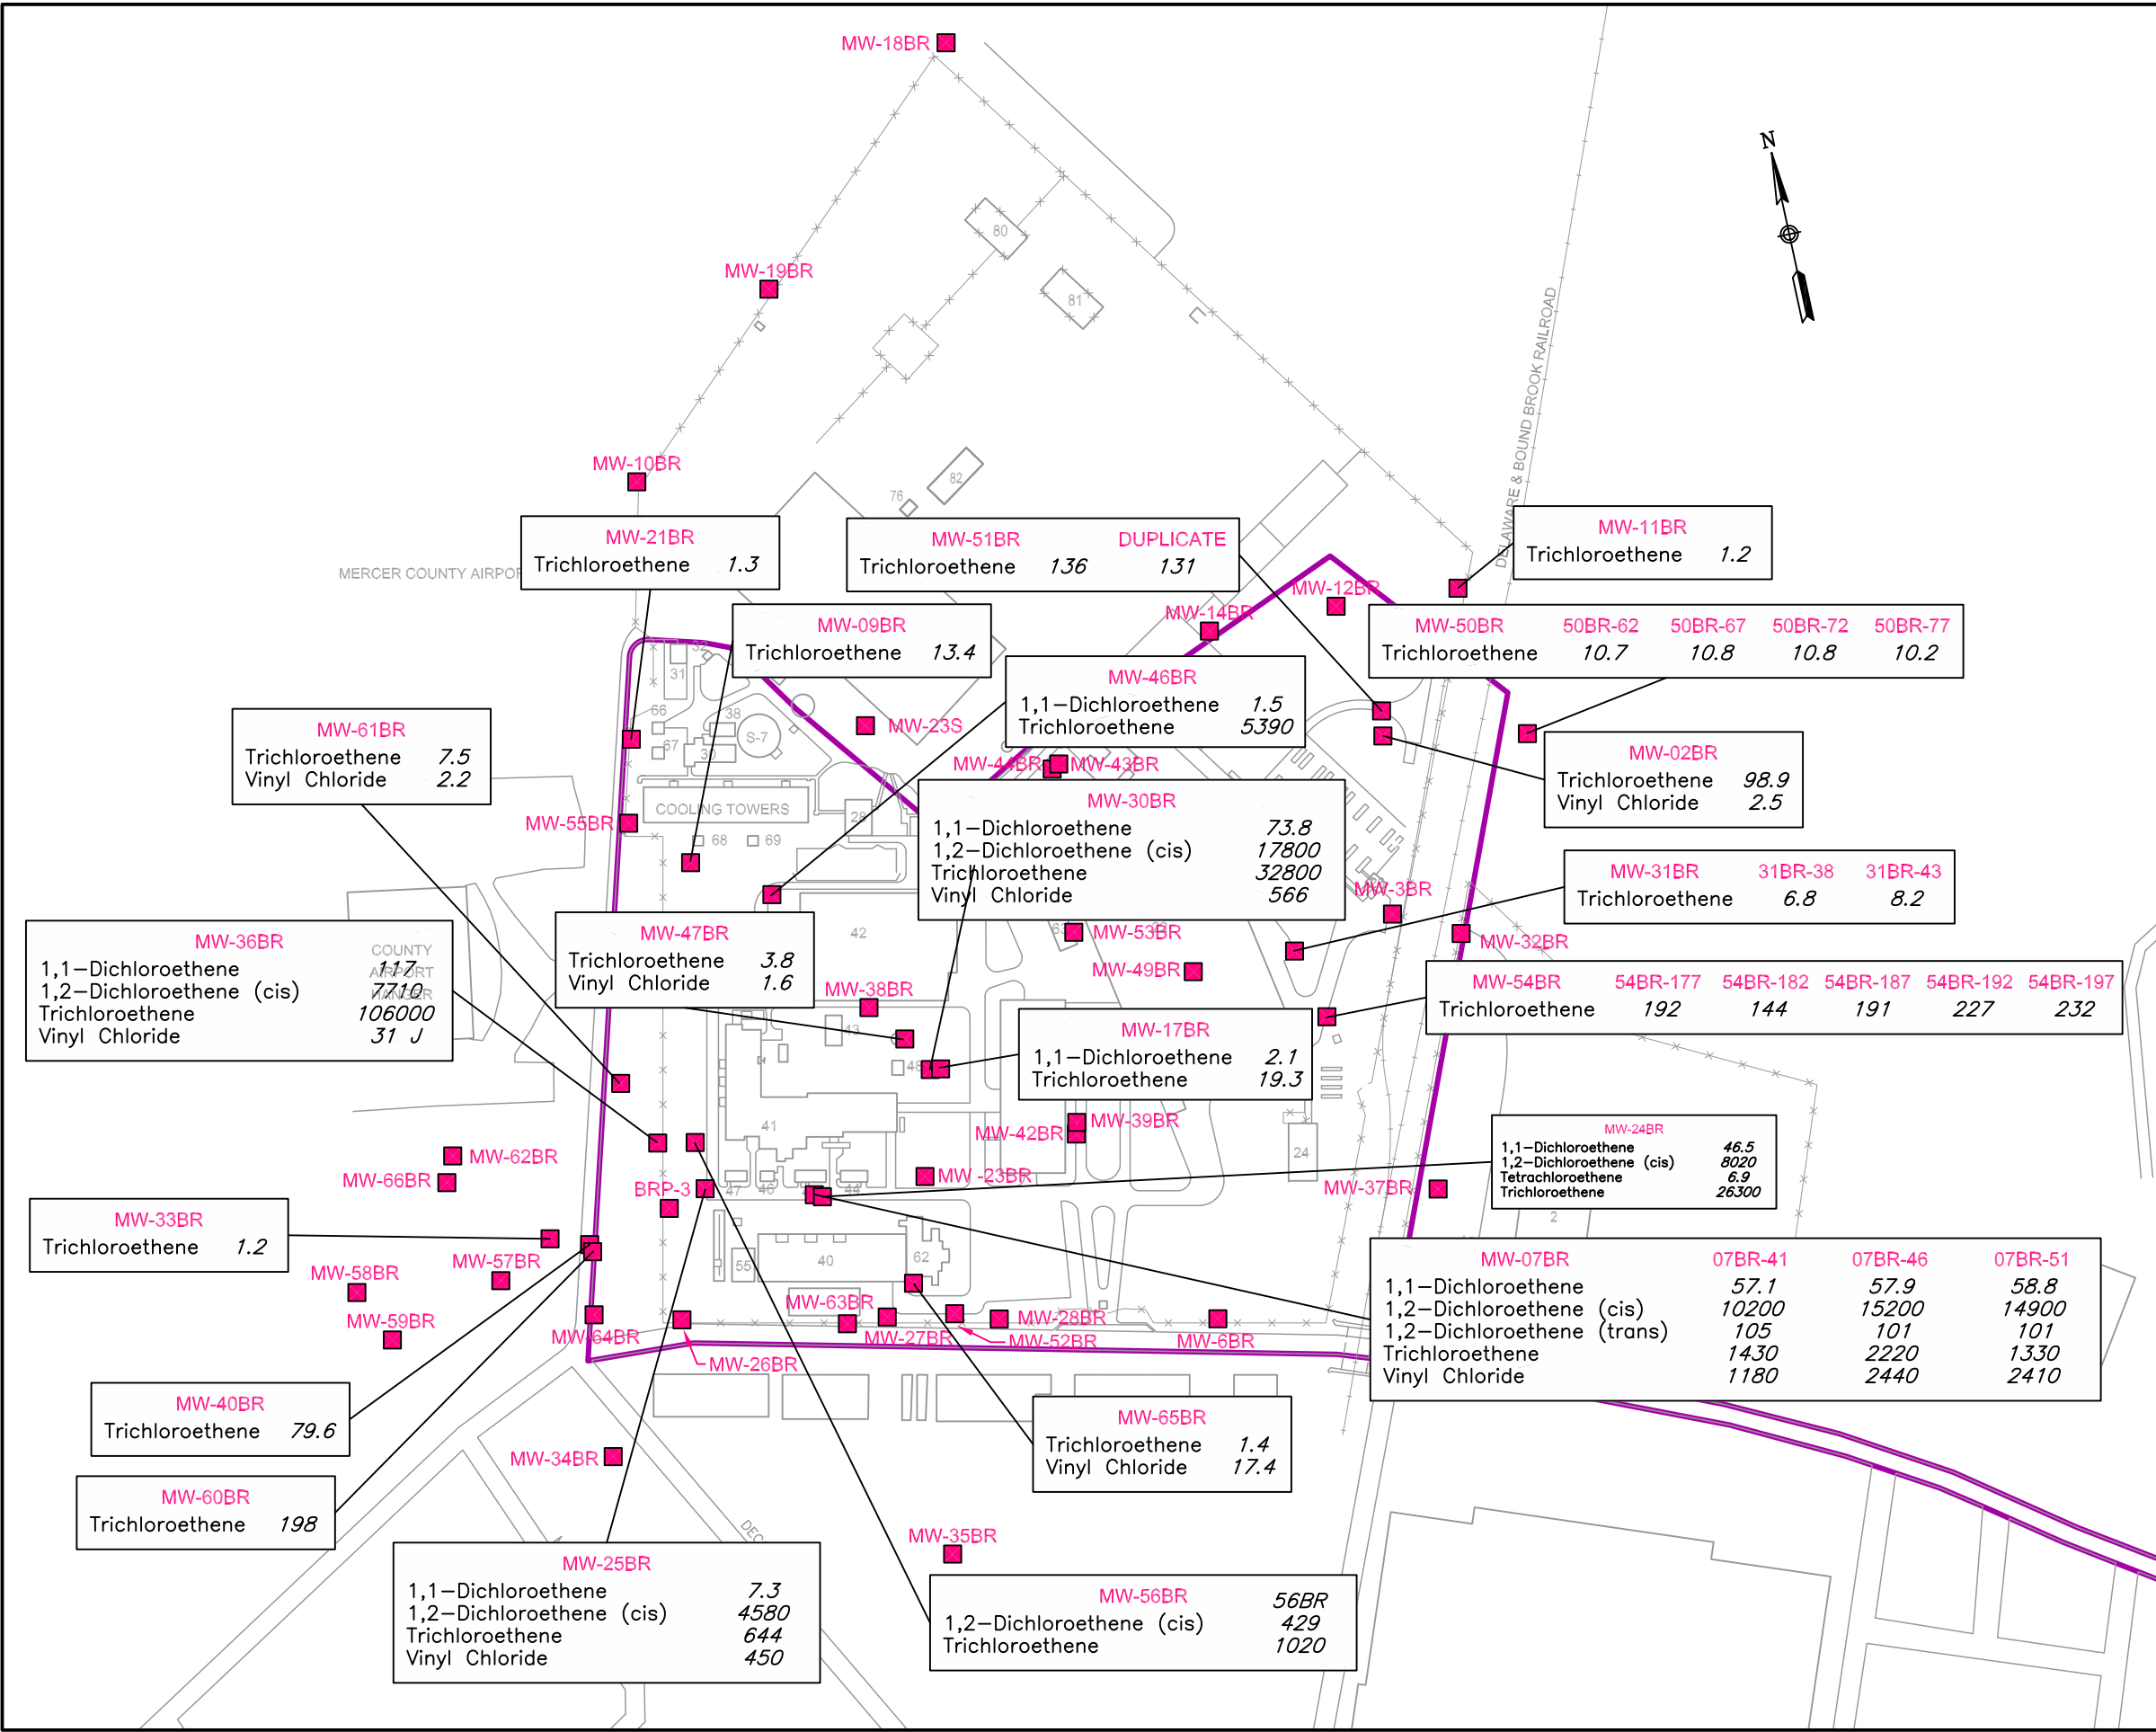 MW-18BR
N
80
MW-19BR
81
DELAWARE & BOUND BROOK RAILROAD
MW-10BR
82
76
MERCER COUNTY AIRPOR
MW-21BR
Trichloroethene 1.3
MW-51BR DUPLICATE
Trichloroethene 136 131
MW-11BR
Trichloroethene 1.2
MW-12BR
MW-14BR
MW-09BR
Trichloroethene 13.4
MW-50BR 50BR-62 50BR-67 50BR-72 50BR-77
Trichloroethene 10.7 10.8 10.8 10.2
32
31
MW-46BR
1,1-Dichloroethene 1.5
Trichloroethene 5390
66
38
67
30
S-7
MW-23S
MW-61BR
Trichloroethene 7.5
Vinyl Chloride 2.2
MW-02BR
Trichloroethene 98.9
Vinyl Chloride 2.5
MW-44BR
MW-43BR
COOLING TOWERS
28
MW-55BR
68
69
MW-30BR
1,1-Dichloroethene 73.8
1,2-Dichloroethene (cis) 17800
Trichloroethene 32800
Vinyl Chloride 566
MW-3BR
MW-31BR 31BR-38 31BR-43
Trichloroethene 6.8 8.2
MW-36BR
1,1-Dichloroethene 117
1,2-Dichloroethene (cis) 7710
Trichloroethene 106000
Vinyl Chloride 31 J
COUNTY
AIRPORT
HANGER
MW-47BR
Trichloroethene 3.8
Vinyl Chloride 1.6
42
MW-53BR
MW-32BR
MW-49BR
MW-54BR 54BR-177 54BR-182 54BR-187 54BR-192 54BR-197
Trichloroethene 192 144 191 227 232
MW-38BR
43
MW-17BR
1,1-Dichloroethene 2.1
Trichloroethene 19.3
48
41
MW-39BR
MW-42BR
24
MW-24BR
1,1-Dichloroethene 46.5
1,2-Dichloroethene (cis) 8020
Tetrachloroethene 6.9
Trichloroethene 26300
MW-62BR
MW-66BR
MW -23BR
BRP-3
47
46
44
MW-37BR
2
MW-33BR
Trichloroethene 1.2
MW-57BR
MW-58BR
MW-59BR
55
40
62
MW-07BR 07BR-41 07BR-46 07BR-51
1,1-Dichloroethene 57.1 57.9 58.8
1,2-Dichloroethene (cis) 10200 15200 14900
1,2-Dichloroethene (trans) 105 101 101
Trichloroethene 1430 2220 1330
Vinyl Chloride 1180 2440 2410
MW-63BR
MW-64BR
MW-27BR
MW-28BR
MW-52BR
MW-6BR
MW-26BR
MW-40BR
Trichloroethene 79.6
MW-65BR
Trichloroethene 1.4
Vinyl Chloride 17.4
MW-34BR
MW-60BR
Trichloroethene 198
DEC
MW-35BR
MW-25BR
1,1-Dichloroethene 7.3
1,2-Dichloroethene (cis) 4580
Trichloroethene 644
Vinyl Chloride 450
MW-56BR 56BR
1,2-Dichloroethene (cis) 429
Trichloroethene 1020